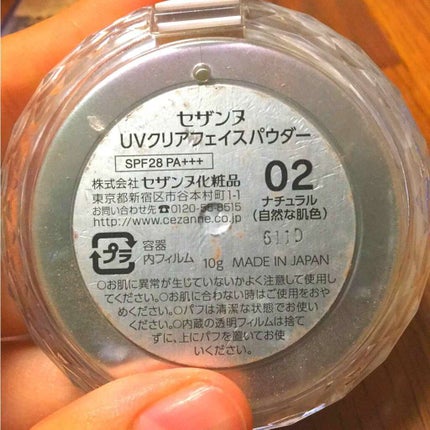 セザンヌ
UVクリアフェイスパウダー
SPF28 PA+++
02
ナチュラル
(自然な肌色)
株式会社 セザンヌ化粧品
東京都新宿区市谷本村町1-1
お問い合わせ ☎0120-55-8515
http://www.cezanne.co.jp
611D
プラ
容器
内フィルム
10g MADE IN JAPAN
○お肌に異常が生じていないかよく注意して使用し
てください。○お肌に合わない時はご使用をおや
めください。○パフは清潔な状態でお使い
ください。○内蔵の透明フィルムは捨て
ずに、上にパフを置いてお使
いください。